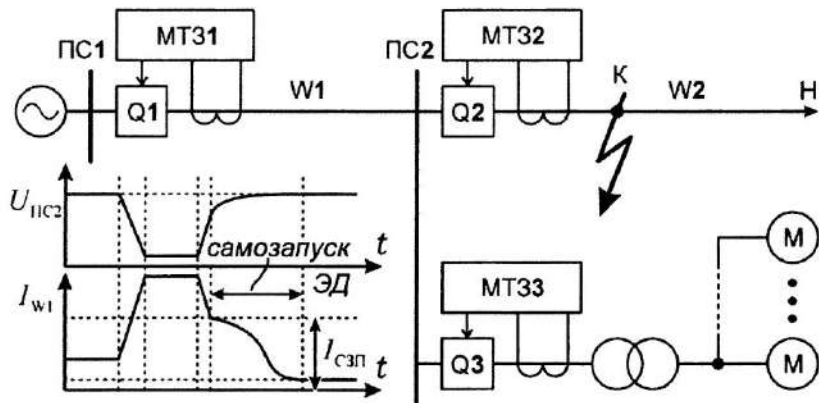 МТЗ1
МТЗ2
ПС1
ПС2
Q1
W1
Q2
К
W2
Н
U ПС2
t
самозапуск
ЭД
I W1
I СЗП
t
МТЗ3
Q3
М
М